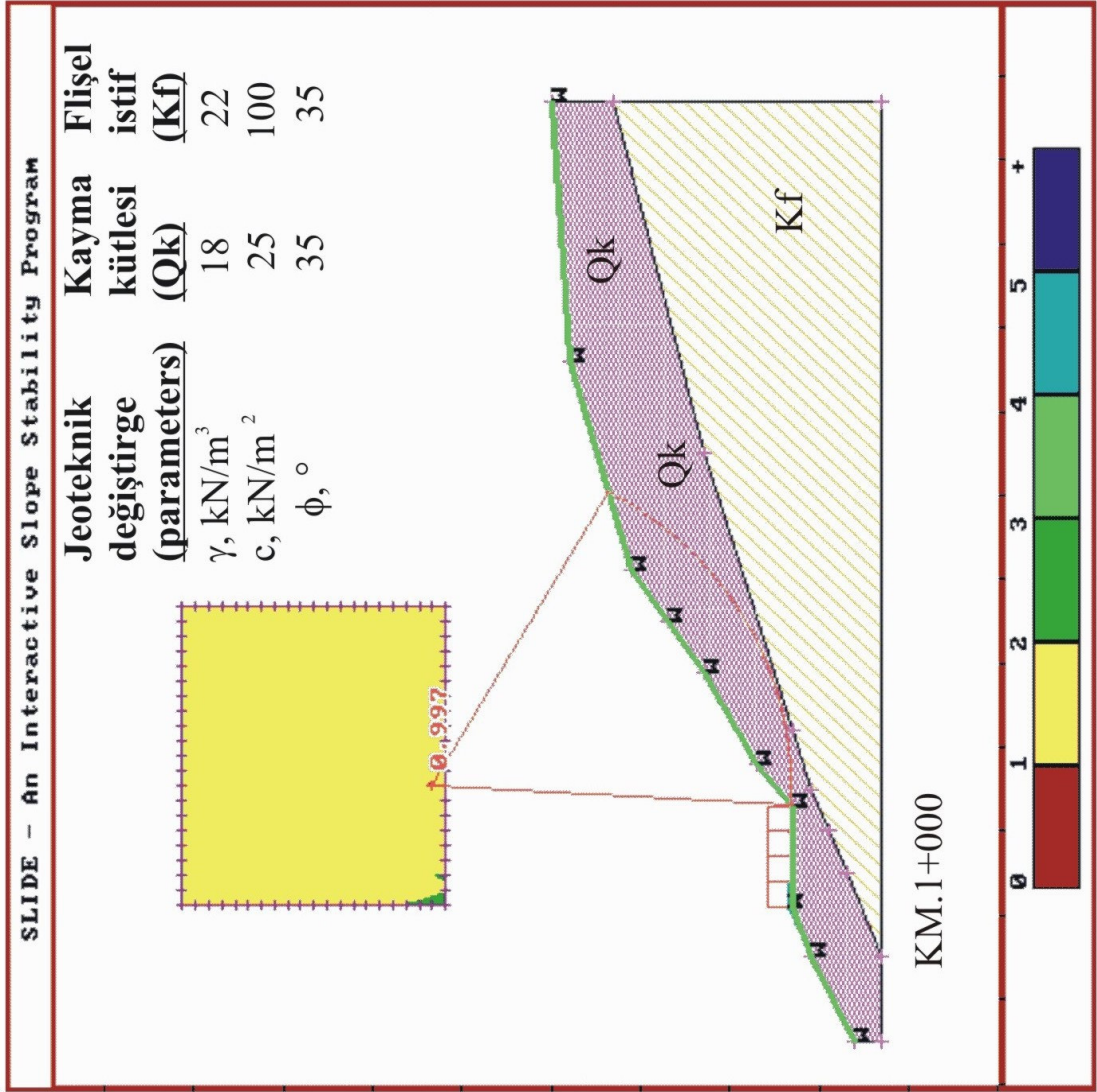 SLIDE - An Interactive Slope Stability Program
Jeoteknik değiştirge (parameters)
Kayma kütlesi (Qk)
Flişel istif (Kf)
γ, kN/m³ 18 22
c, kN/m² 25 100
ϕ, ° 35 35
0.997
W
W
W
W
W
W
W
W
W
W
Qk
Qk
Kf
KM.1+000
0 1 2 3 4 5 +